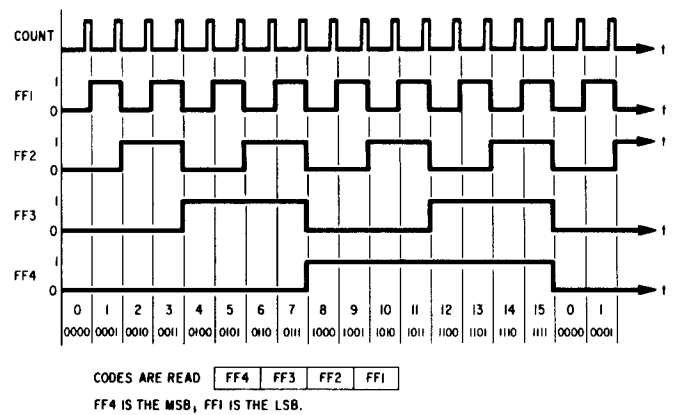 COUNT
t
1
FF1
0
t
1
t
FF2
0
1
FF3
0
t
1
FF4
0
t
0 1 2 3 4 5 6 7 8 9 10 11 12 13 14 15 0 1
0000 0001 0010 0011 0100 0101 0110 0111 1000 1001 1010 1011 1100 1101 1110 1111 0000 0001
CODES ARE READ FF4 FF3 FF2 FF1
FF4 IS THE MSB, FF1 IS THE LSB.